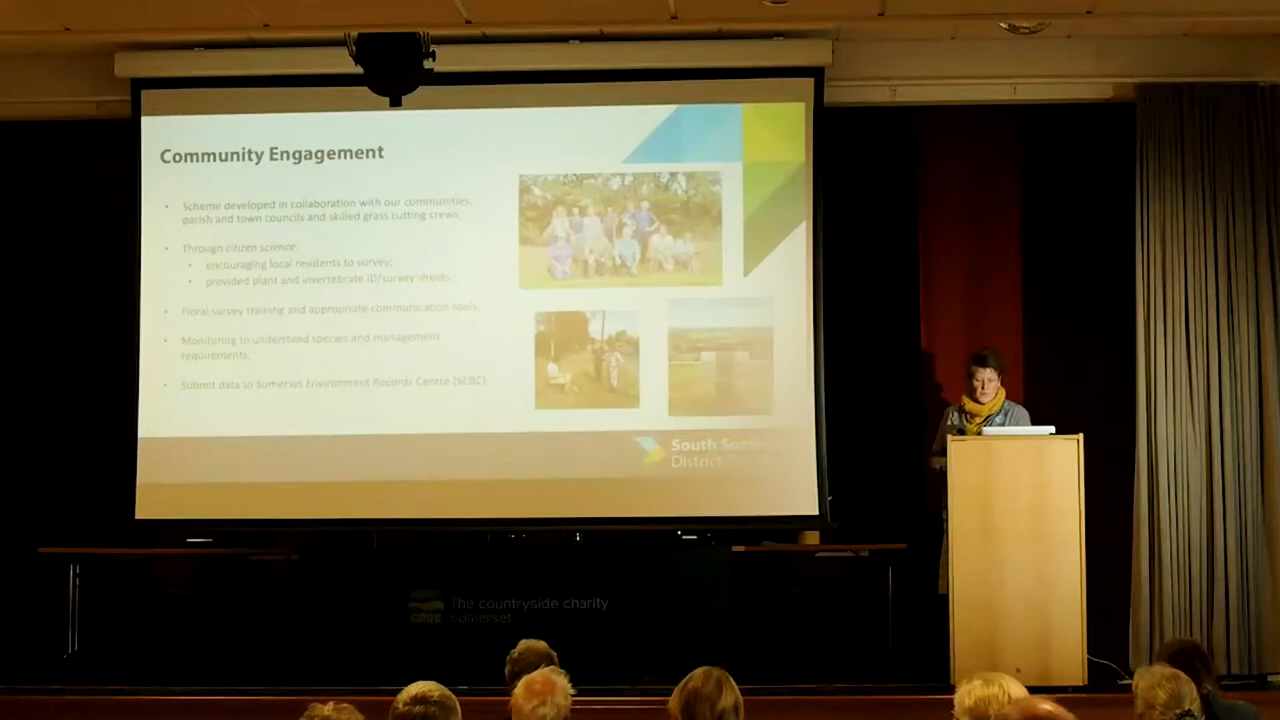 Community Engagement
• Scheme developed in collaboration with our communities,
parish and town councils and skilled grass cutting crews;
• Through citizen science:
• encouraging local residents to survey;
• provided plant and invertebrate ID/survey sheets.
• Floral survey training and appropriate communication tools;
• Monitoring to understand species and management
requirements;
• Submit data to Somerset Environment Records Centre (SERC)
South
District
The countryside charity
CPRE Somerset